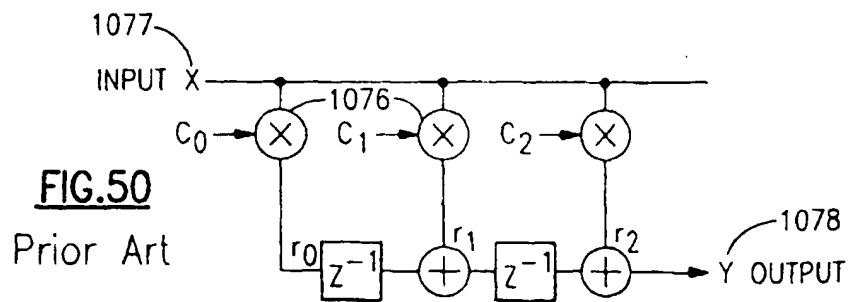 1077
INPUT X
1076
C0 C1 C2
FIG.50
Prior Art
r0 Z-1 r1 Z-1 r2
1078
Y OUTPUT